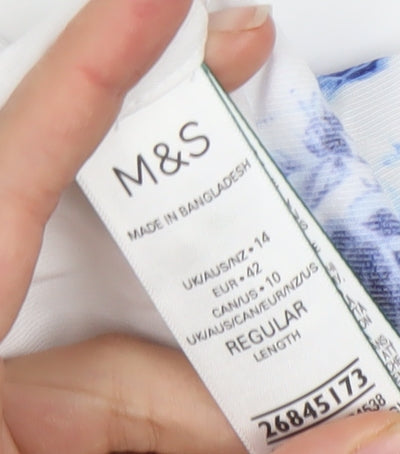 M&S
MADE IN BANGLADESH
UK/AUS/NZ • 14
EUR • 42
CAN/US • 10
UK/AUS/CAN/EUR/NZ/US
REGULAR
LENGTH
26845173